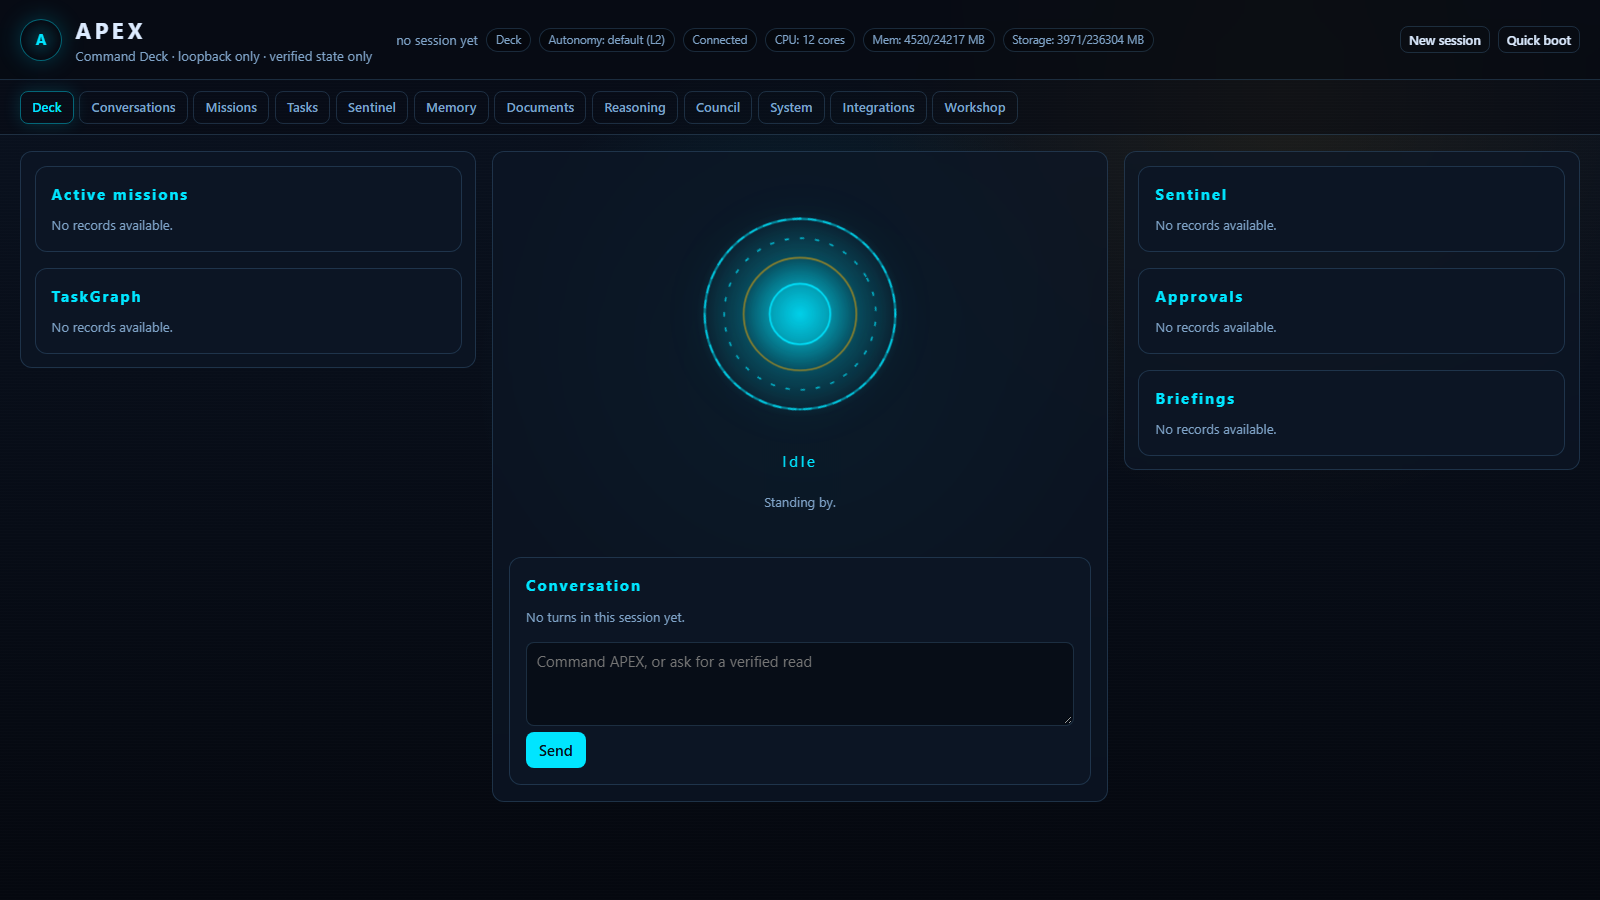 A
APEX
Command Deck · loopback only · verified state only
no session yet
Deck
Autonomy: default (L2)
Connected
CPU: 12 cores
Mem: 4520/24217 MB
Storage: 3971/236304 MB
New session
Quick boot
Deck
Conversations
Missions
Tasks
Sentinel
Memory
Documents
Reasoning
Council
System
Integrations
Workshop
Active missions
No records available.
TaskGraph
No records available.
Idle
Standing by.
Conversation
No turns in this session yet.
Command APEX, or ask for a verified read
Send
Sentinel
No records available.
Approvals
No records available.
Briefings
No records available.